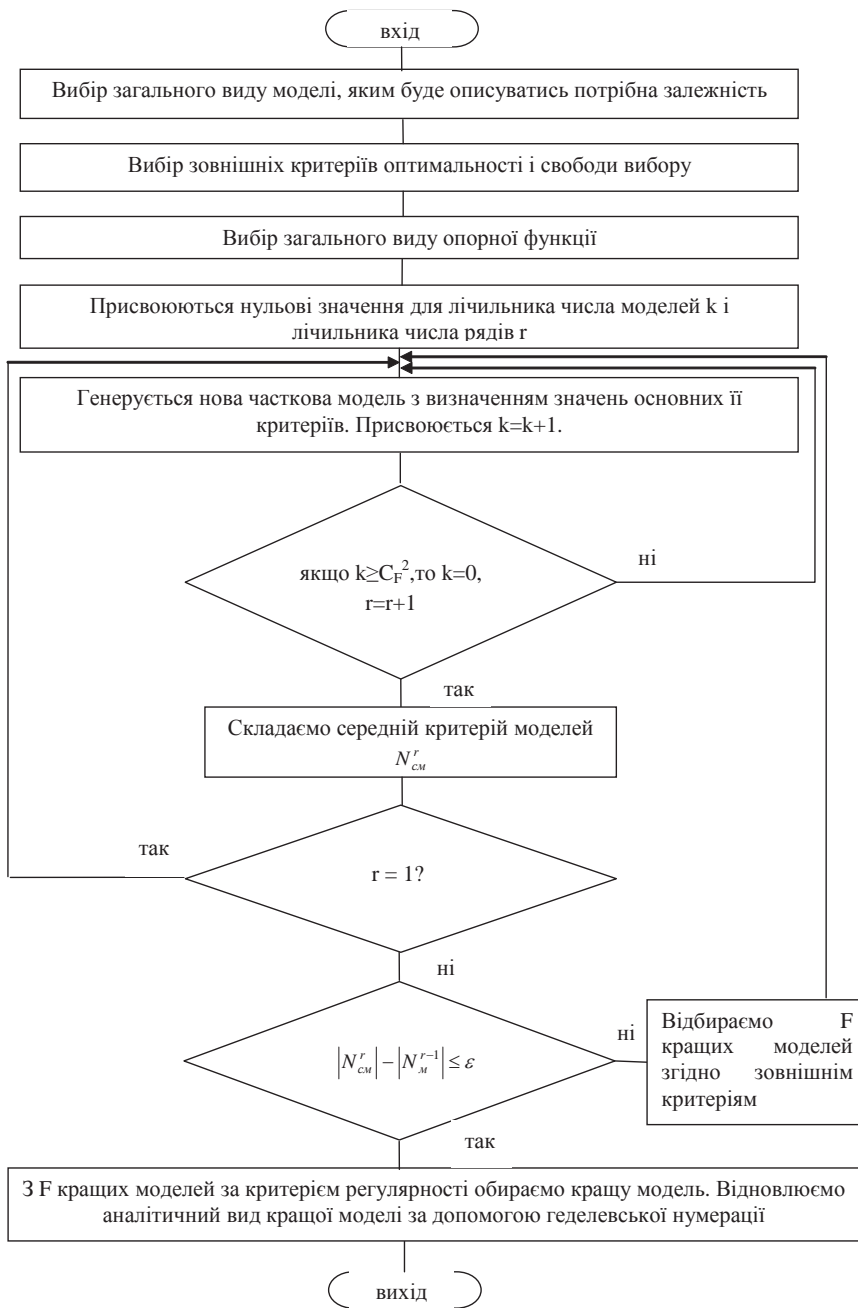 вхід
Вибір загального виду моделі, яким буде описуватись потрібна залежність
Вибір зовнішніх критеріїв оптимальності і свободи вибору
Вибір загального виду опорної функції
Присвоюються нульові значення для лічильника числа моделей k і
лічильника числа рядів r
Генерується нова часткова модель з визначенням значень основних її
критеріїв. Присвоюється k=k+1.
ні
якщо k≥C_F^2,то k=0,
r=r+1
так
Складаємо середній критерій моделей
N_{см}^r
так
r = 1?
ні
|N_{см}^r| − |N_м^{r−1}| ≤ ε
ні
Відбираємо F
кращих моделей
згідно зовнішнім
критеріям
так
З F кращих моделей за критерієм регулярності обираємо кращу модель. Відновлюємо
аналітичний вид кращої моделі за допомогою геделевської нумерації
вихід